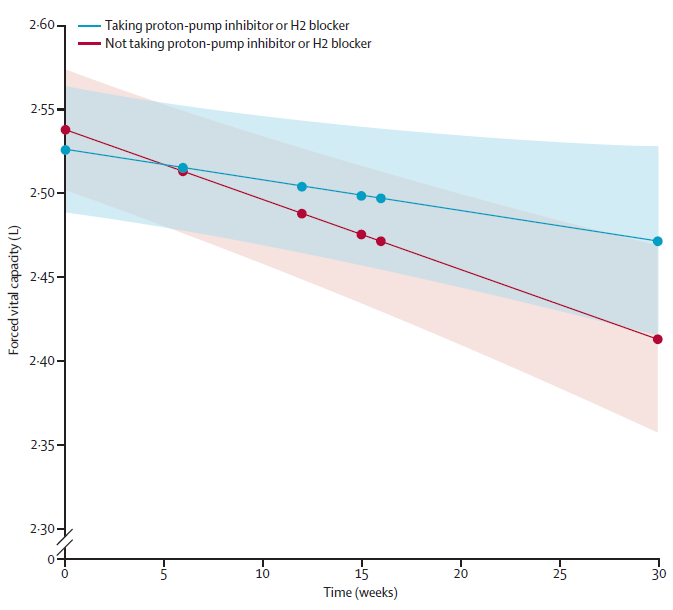 Taking proton-pump inhibitor or H2 blocker
Not taking proton-pump inhibitor or H2 blocker
Forced vital capacity (L)
2·60
2·55
2·50
2·45
2·40
2·35
2·30
0
0 5 10 15 20 25 30
Time (weeks)